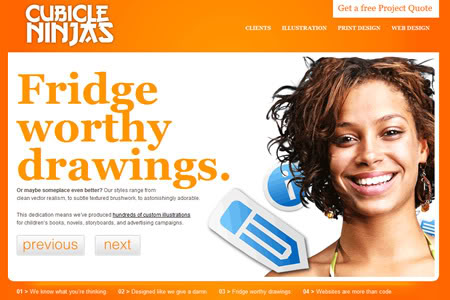 CUBICLE
NINJAS
Get a free Project Quote
CLIENTS ILLUSTRATION PRINT DESIGN WEB DESIGN
Fridge
worthy
drawings.
Or maybe someplace even better? Our styles range from
clean vector realism, to subtle textured brushwork, to astonishingly adorable.
This dedication means we've produced hundreds of custom illustrations
for children's books, novels, storyboards, and advertising campaigns.
previous next
01 > We know what you're thinking. 02 > Designed like we give a damn. 03 > Fridge worthy drawings. 04 > Websites are more than code.